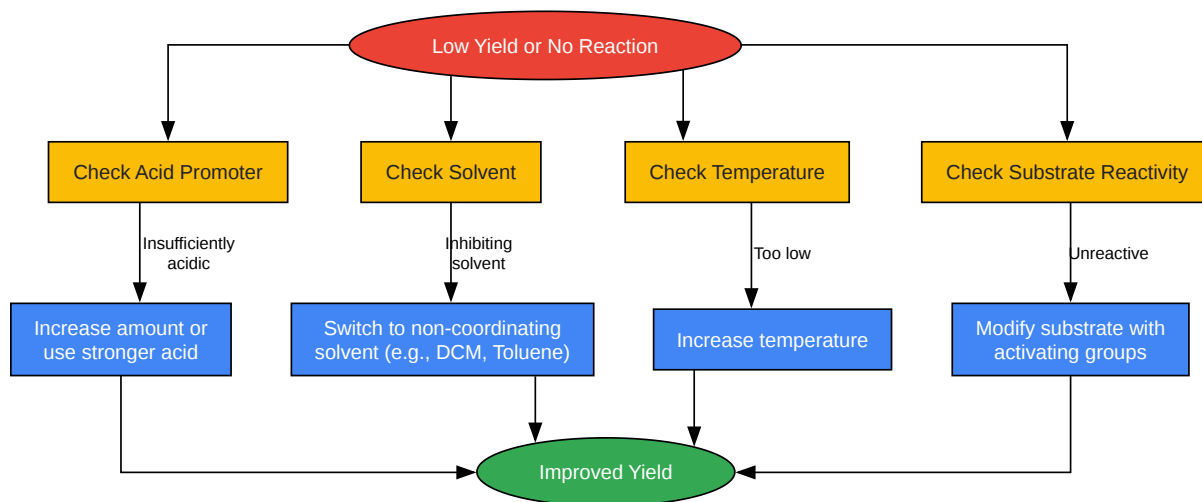 Low Yield or No Reaction
Check Acid Promoter
Check Solvent
Check Temperature
Check Substrate Reactivity
Insufficiently
acidic
Inhibiting
solvent
Too low
Unreactive
Increase amount or
use stronger acid
Switch to non-coordinating
solvent (e.g., DCM, Toluene)
Increase temperature
Modify substrate with
activating groups
Improved Yield